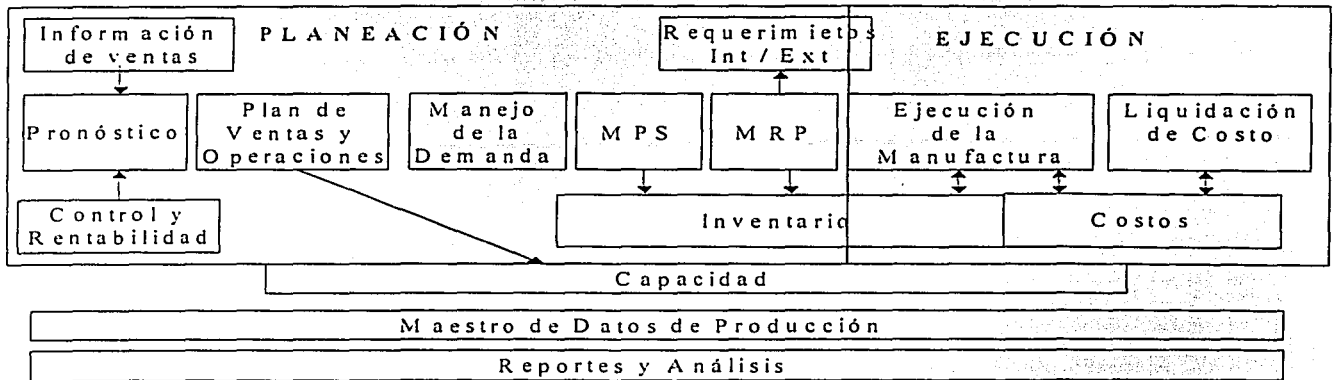 Información
de ventas
PLANEACIÓN
Requerimietos
Int / Ext
EJECUCIÓN
Pronóstico
Plan de
Ventas y
Operaciones
Manejo
de la
Demanda
MPS
MRP
Ejecución
de la
Manufactura
Liquidación
de Costo
Control y
Rentabilidad
Inventario
Costos
Capacidad
Maestro de Datos de Producción
Reportes y Análisis